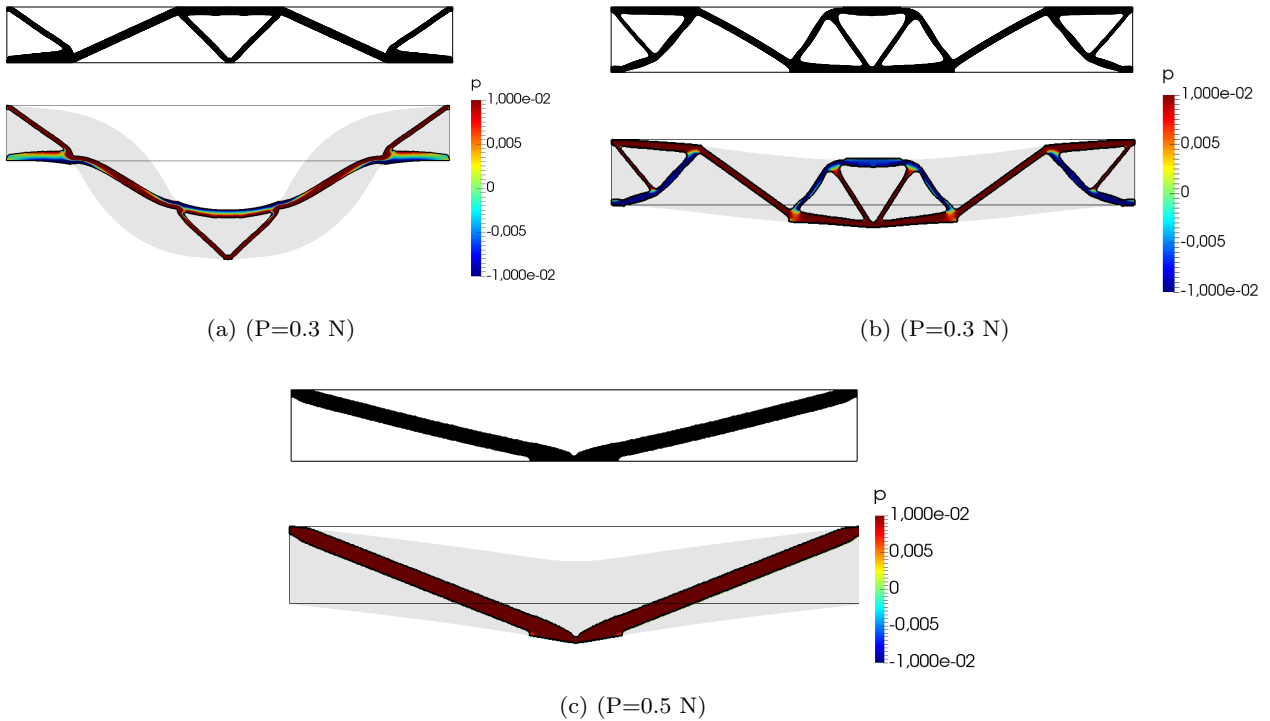 p
1,000e-02
0,005
0
-0,005
-1,000e-02
(a) (P=0.3 N)
p
1,000e-02
0,005
0
-0,005
-1,000e-02
(b) (P=0.3 N)
p
1,000e-02
0,005
0
-0,005
-1,000e-02
(c) (P=0.5 N)